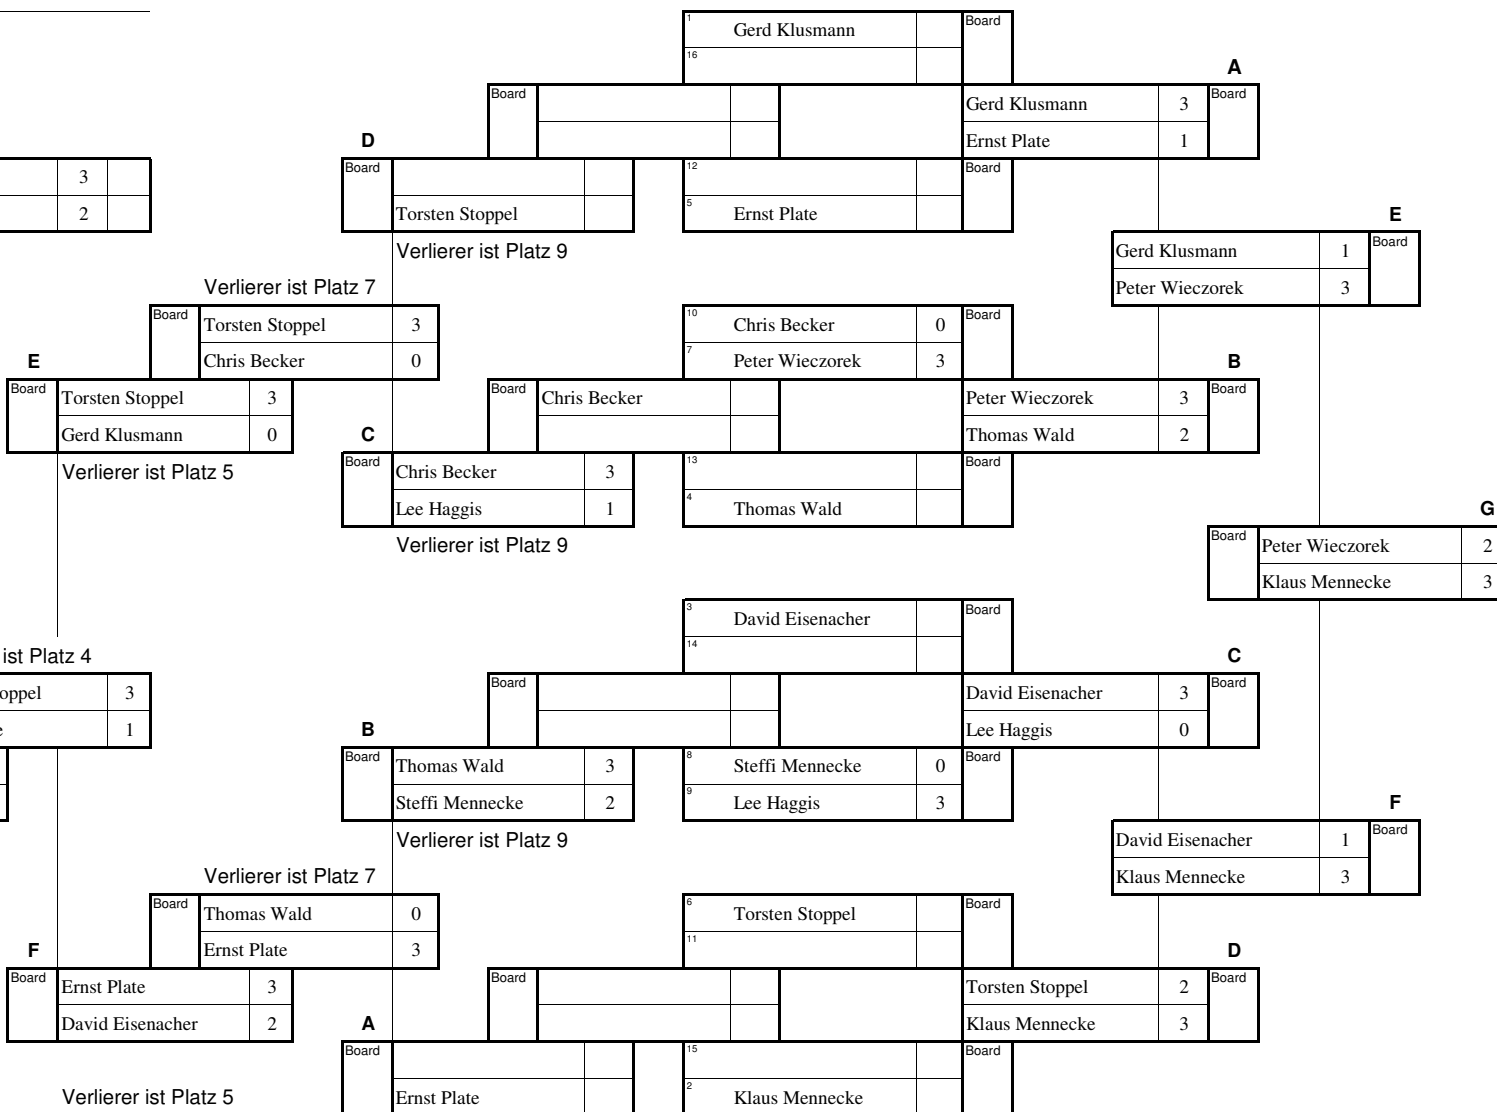 1 Gerd Klusmann Board
16
A
Board Gerd Klusmann 3 Board
D Ernst Plate 1
3 Board 12 Board
2 Torsten Stoppel 5 Ernst Plate E
Verlierer ist Platz 9 Gerd Klusmann 1 Board
Verlierer ist Platz 7 Peter Wieczorek 3
Board Torsten Stoppel 3 10 Chris Becker 0 Board
E Chris Becker 0 7 Peter Wieczorek 3 B
Board Torsten Stoppel 3 Board Chris Becker Peter Wieczorek 3 Board
Gerd Klusmann 0 C Thomas Wald 2
Verlierer ist Platz 5 Board Chris Becker 3 13 Board
Lee Haggis 1 4 Thomas Wald G
Verlierer ist Platz 9 Board Peter Wieczorek 2
Klaus Mennecke 3
3 David Eisenacher Board
ist Platz 4 14 C
oppel 3 Board David Eisenacher 3 Board
e 1 B Lee Haggis 0
Board Thomas Wald 3 8 Steffi Mennecke 0 Board
Steffi Mennecke 2 9 Lee Haggis 3 F
Verlierer ist Platz 9 David Eisenacher 1 Board
Verlierer ist Platz 7 Klaus Mennecke 3
Board Thomas Wald 0 6 Torsten Stoppel Board
F Ernst Plate 3 11 D
Board Ernst Plate 3 Board Torsten Stoppel 2 Board
David Eisenacher 2 A Klaus Mennecke 3
Board 15 Board
Verlierer ist Platz 5 Ernst Plate 2 Klaus Mennecke